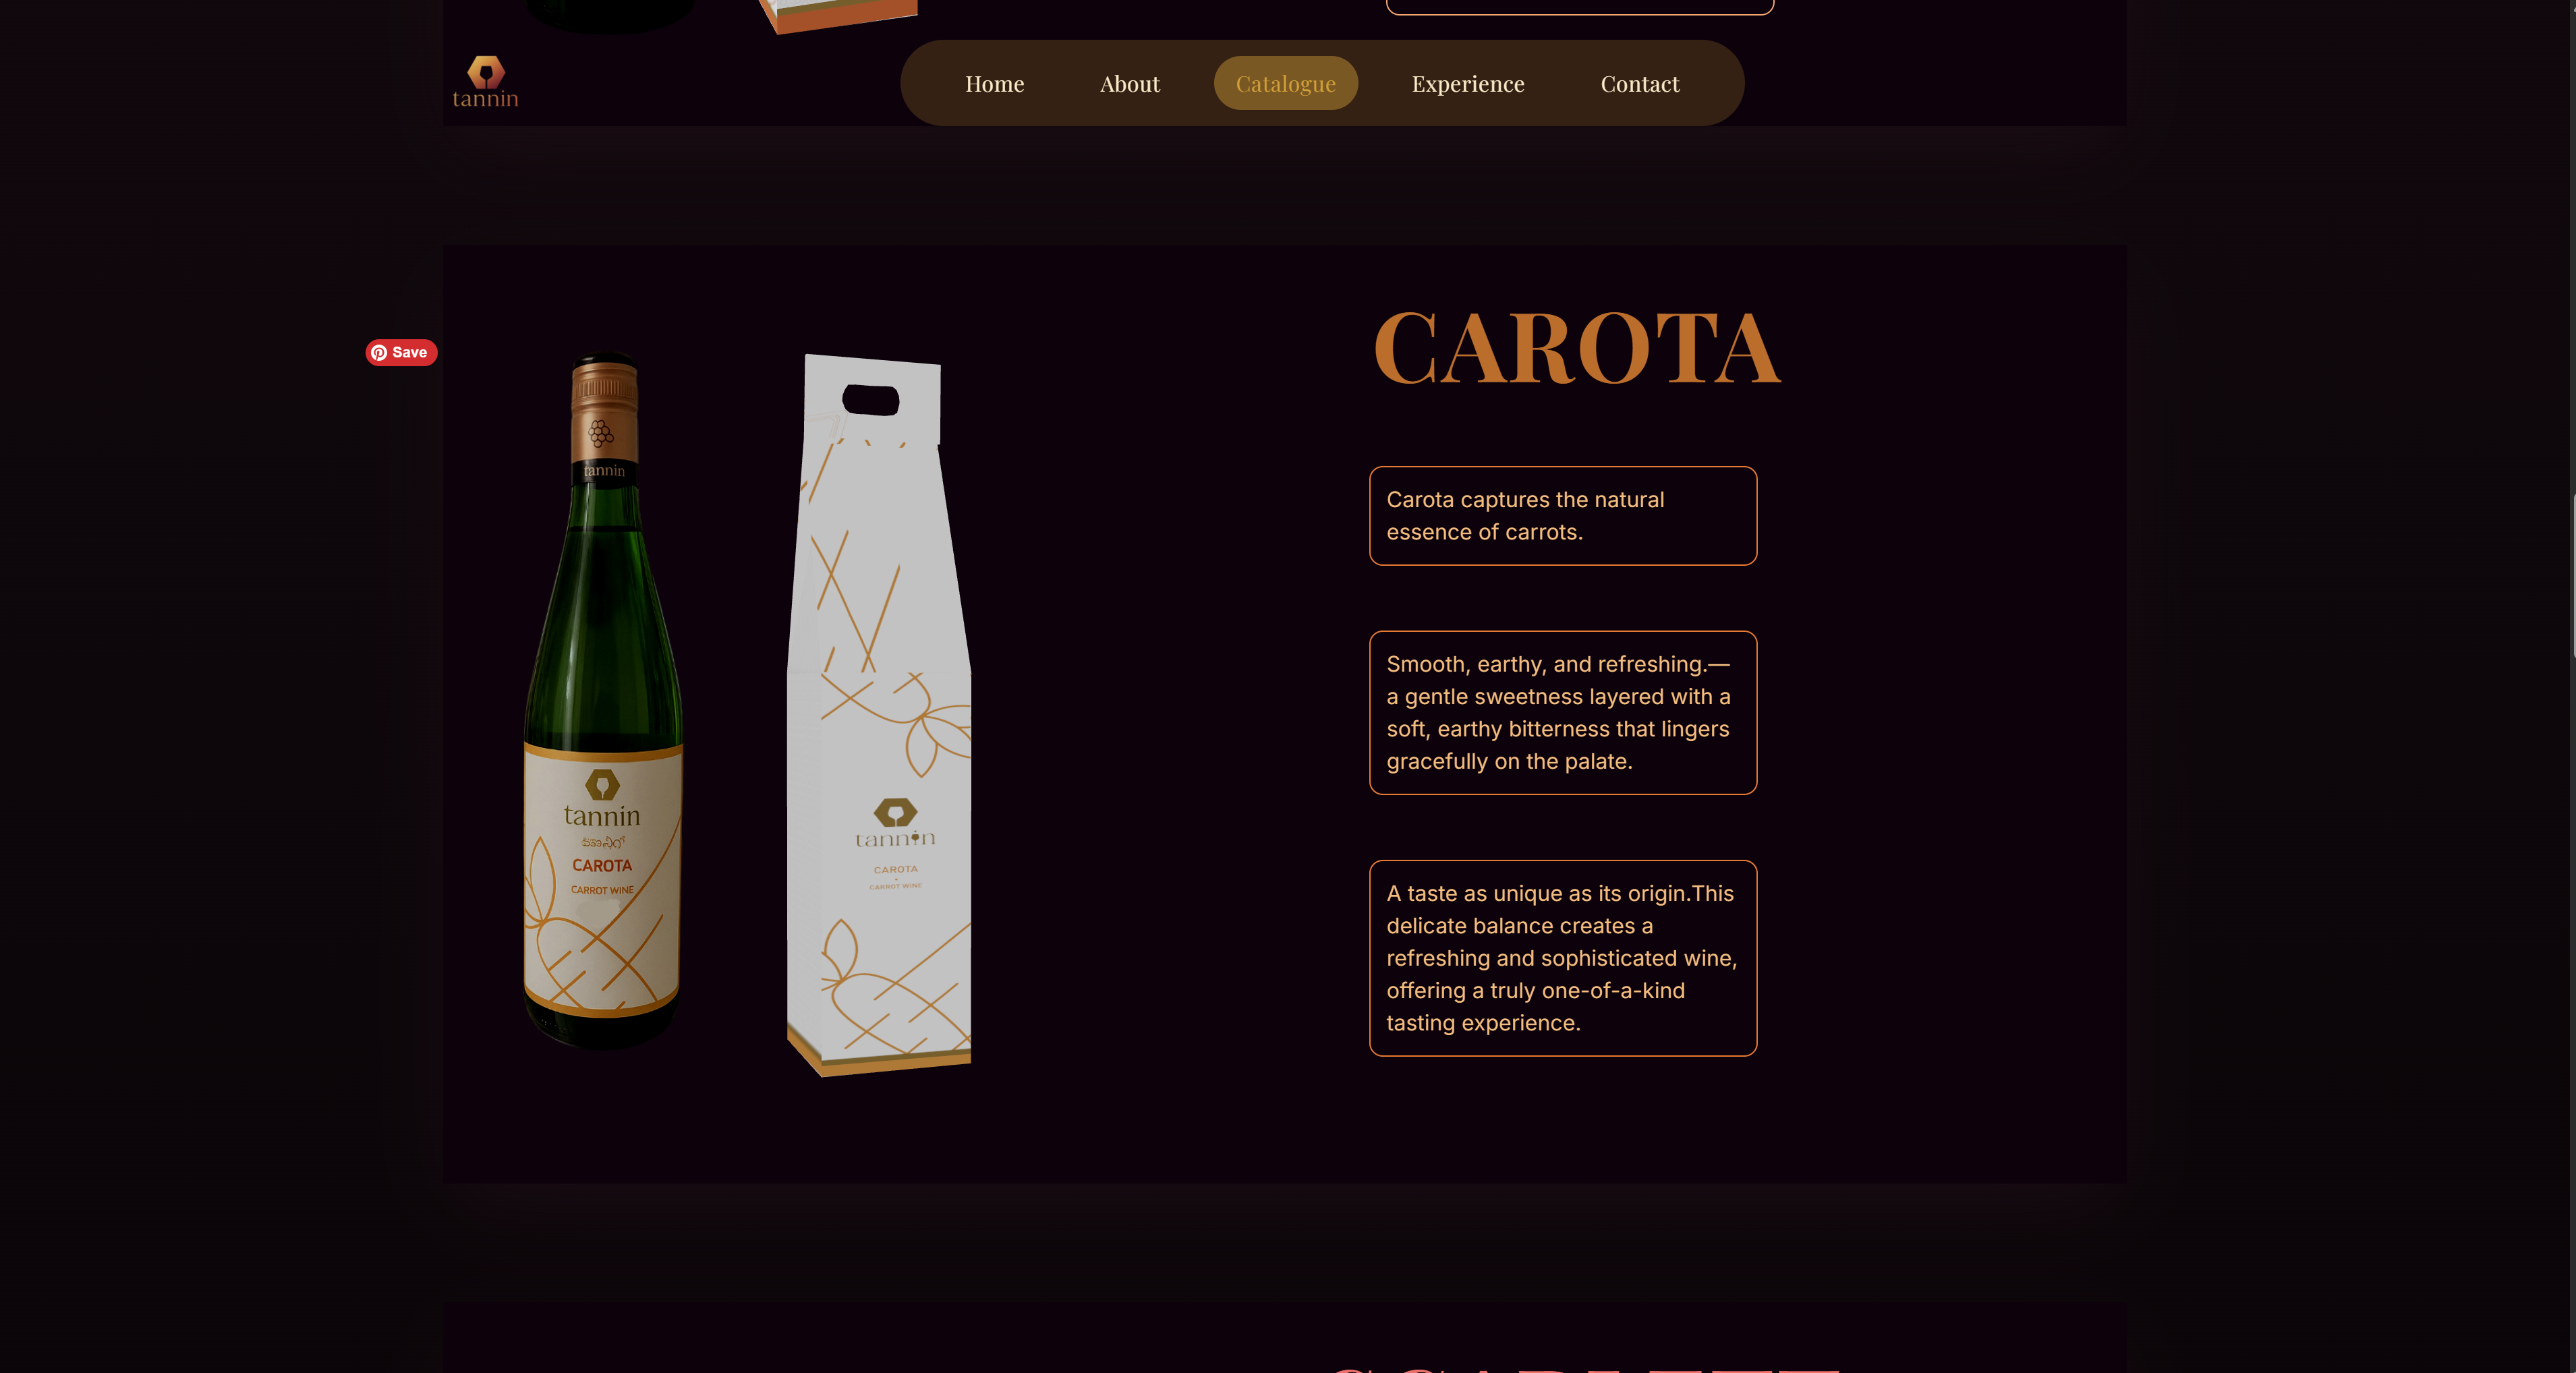 tannin
Home About Catalogue Experience Contact
Save
CAROTA
tannin
tannin
CAROTA
CARROT WINE
tannin
CAROTA
CARROT WINE
Carota captures the natural
essence of carrots.
Smooth, earthy, and refreshing.—
a gentle sweetness layered with a
soft, earthy bitterness that lingers
gracefully on the palate.
A taste as unique as its origin.This
delicate balance creates a
refreshing and sophisticated wine,
offering a truly one-of-a-kind
tasting experience.